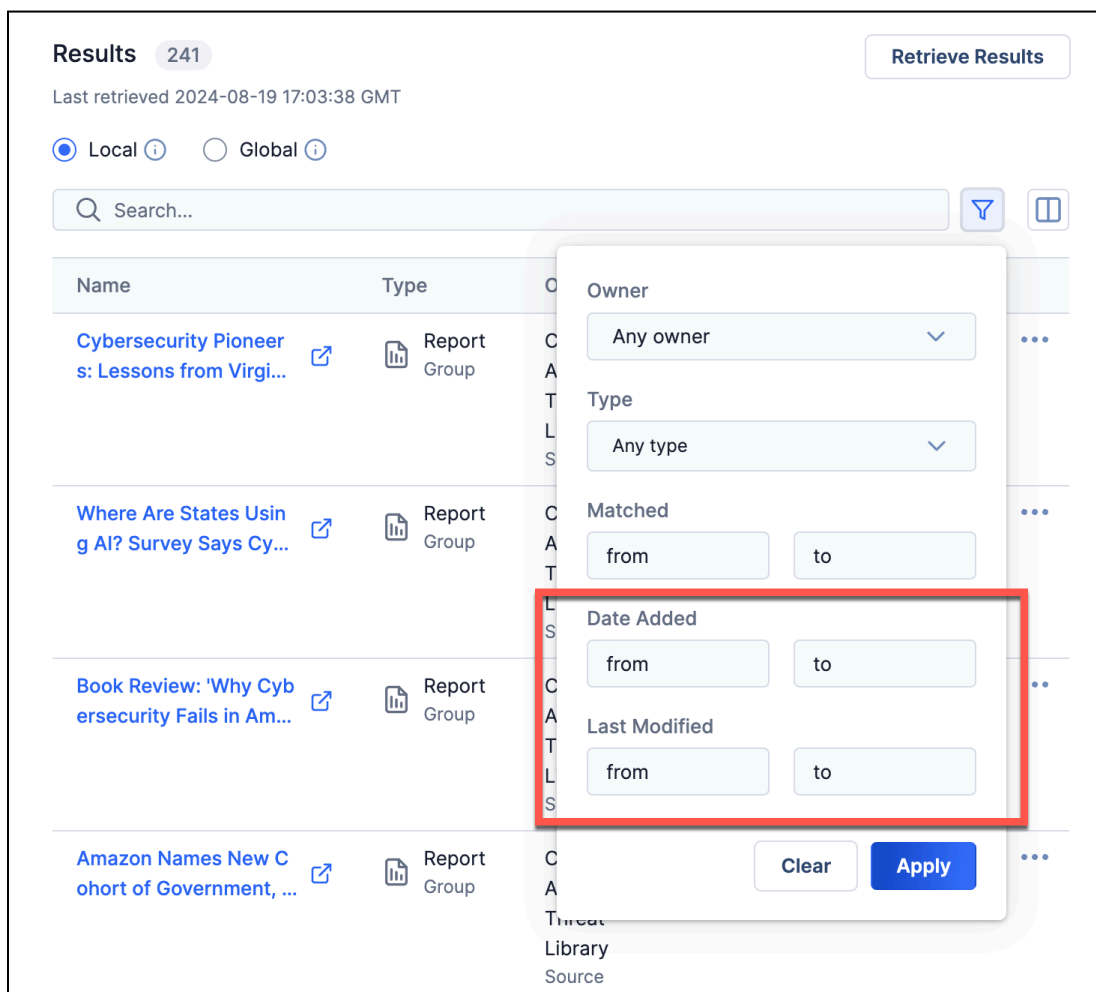 Results 241
Retrieve Results
Last retrieved 2024-08-19 17:03:38 GMT
Local Global
Search...
Name Type
Owner
Any owner
Type
Any type
Matched
from to
Date Added
from to
Last Modified
from to
Clear Apply
Cybersecurity Pioneer
s: Lessons from Virgi...
Report
Group
Where Are States Usin
g AI? Survey Says Cy...
Report
Group
Book Review: 'Why Cyb
ersecurity Fails in Am...
Report
Group
Amazon Names New C
ohort of Government, ...
Report
Group
Threat
Library
Source